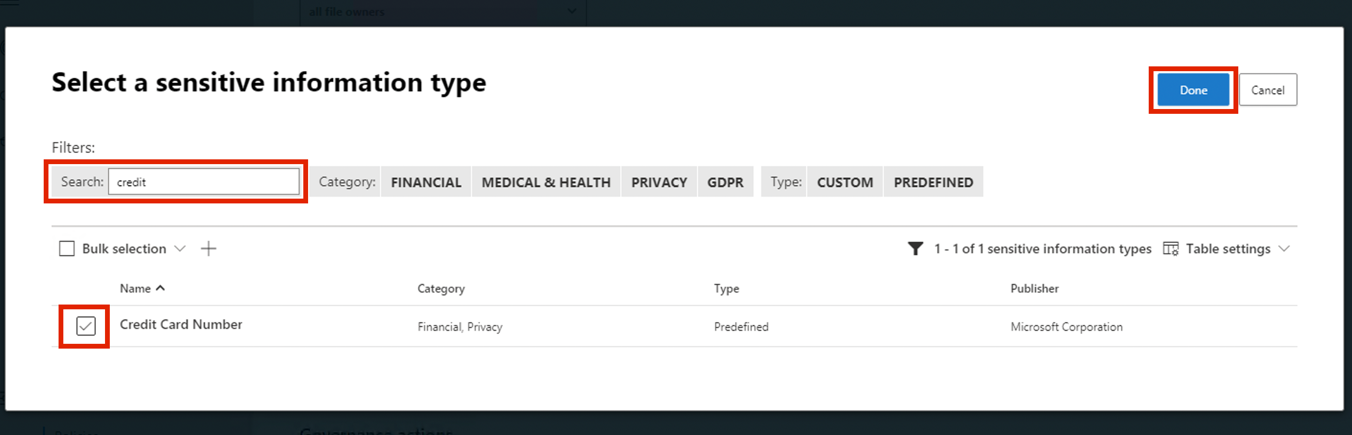 all file owners
Select a sensitive information type
Done
Cancel
Filters:
Search: credit
Category: FINANCIAL MEDICAL & HEALTH PRIVACY GDPR Type: CUSTOM PREDEFINED
Bulk selection
1 - 1 of 1 sensitive information types Table settings
Name Category Type Publisher
Credit Card Number Financial, Privacy Predefined Microsoft Corporation
Governance actions